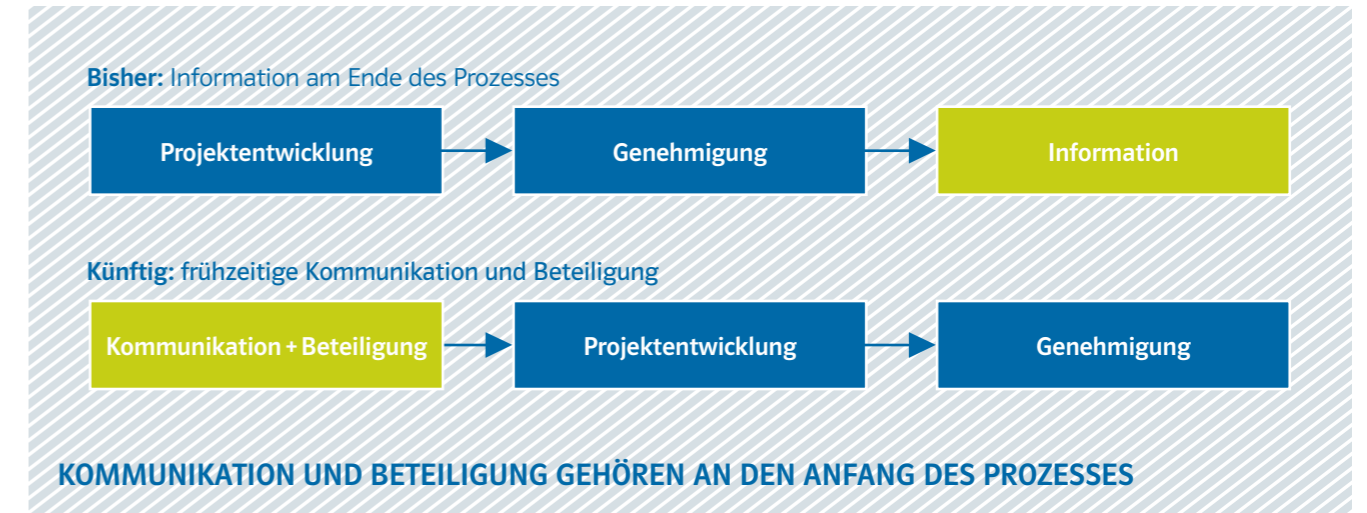 Bisher: Information am Ende des Prozesses
Projektentwicklung
Genehmigung
Information
Künftig: frühzeitige Kommunikation und Beteiligung
Kommunikation + Beteiligung
Projektentwicklung
Genehmigung
KOMMUNIKATION UND BETEILIGUNG GEHÖREN AN DEN ANFANG DES PROZESSES